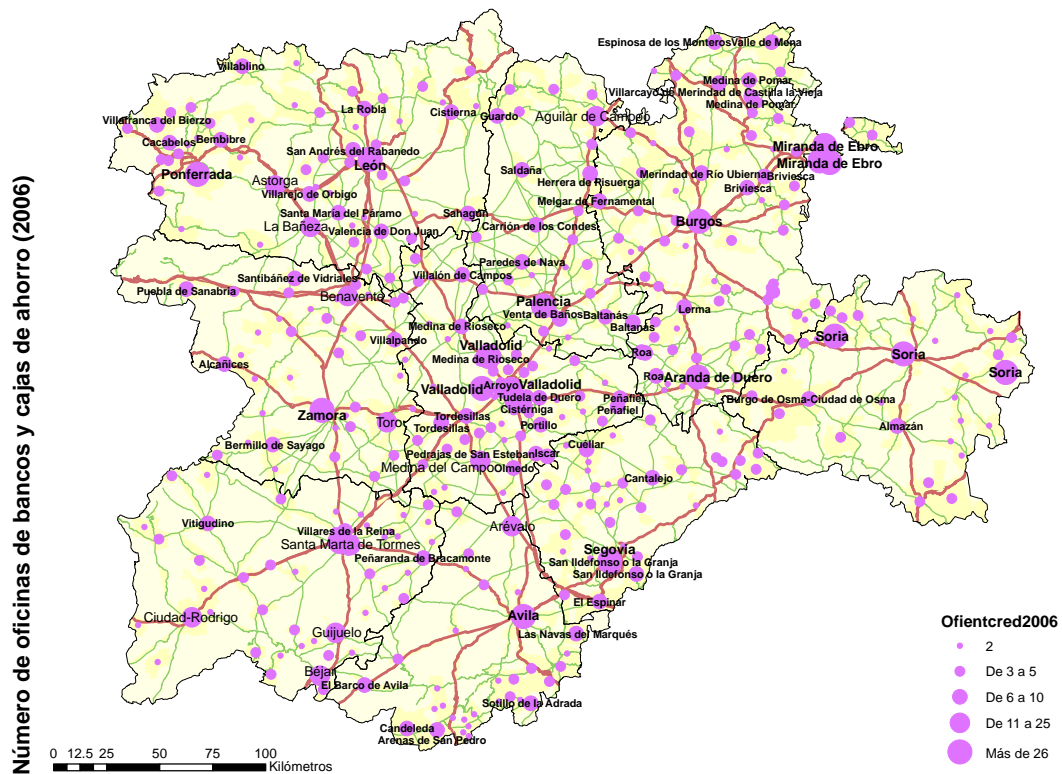 Número de oficinas de bancos y cajas de ahorro (2006)
Espinosa de los Monteros
Valle de Mena
Villablino
Medina de Pomar
Villarcayo de Merindad de Castilla la Vieja
Medina de Pomar
La Robla
Cistierna
Guardo
Aguilar de Campoo
Villafranca del Bierzo
Cacabelos
Bembibre
San Andrés del Rabanedo
León
Miranda de Ebro
Miranda de Ebro
Ponferrada
Astorga
Saldaña
Herrera de Pisuerga
Merindad de Río Ubierna
Briviesca
Briviesca
Villarejo de Orbigo
Melgar de Fernamental
Santa María del Páramo
Sahagún
Burgos
La Bañeza
Valencia de Don Juan
Carrión de los Condes
Paredes de Nava
Santibáñez de Vidriales
Villalón de Campos
Puebla de Sanabria
Benavente
Palencia
Venta de Baños
Baltanás
Baltanás
Lerma
Medina de Rioseco
Villalpando
Valladolid
Medina de Rioseco
Soria
Soria
Soria
Roa
Roa
Aranda de Duero
Alcañices
Valladolid
Arroyo
Valladolid
Tudela de Duero
Cistérniga
Peñafiel
Peñafiel
Burgo de Osma-Ciudad de Osma
Zamora
Toro
Tordesillas
Tordesillas
Portillo
Almazán
Bermillo de Sayago
Pedrajas de San Esteban
Iscar
Cuéllar
Medina del Campo
Olmedo
Cantalejo
Vitigudino
Villares de la Reina
Santa Marta de Tormes
Arévalo
Peñaranda de Bracamonte
Segovia
San Ildefonso o la Granja
San Ildefonso o la Granja
El Espinar
Ciudad-Rodrigo
Avila
Guijuelo
Las Navas del Marqués
Béjar
El Barco de Avila
Sotillo de la Adrada
Candeleda
Arenas de San Pedro
Ofientcred2006
2
De 3 a 5
De 6 a 10
De 11 a 25
Más de 26
0 12.5 25 50 75 100
Kilómetros